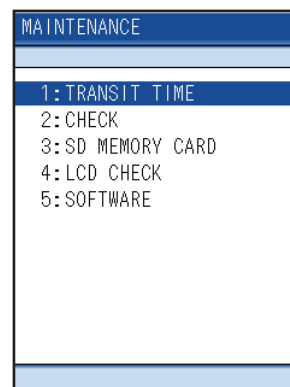 MAINTENANCE
1:TRANSIT TIME
2:CHECK
3:SD MEMORY CARD
4:LCD CHECK
5:SOFTWARE